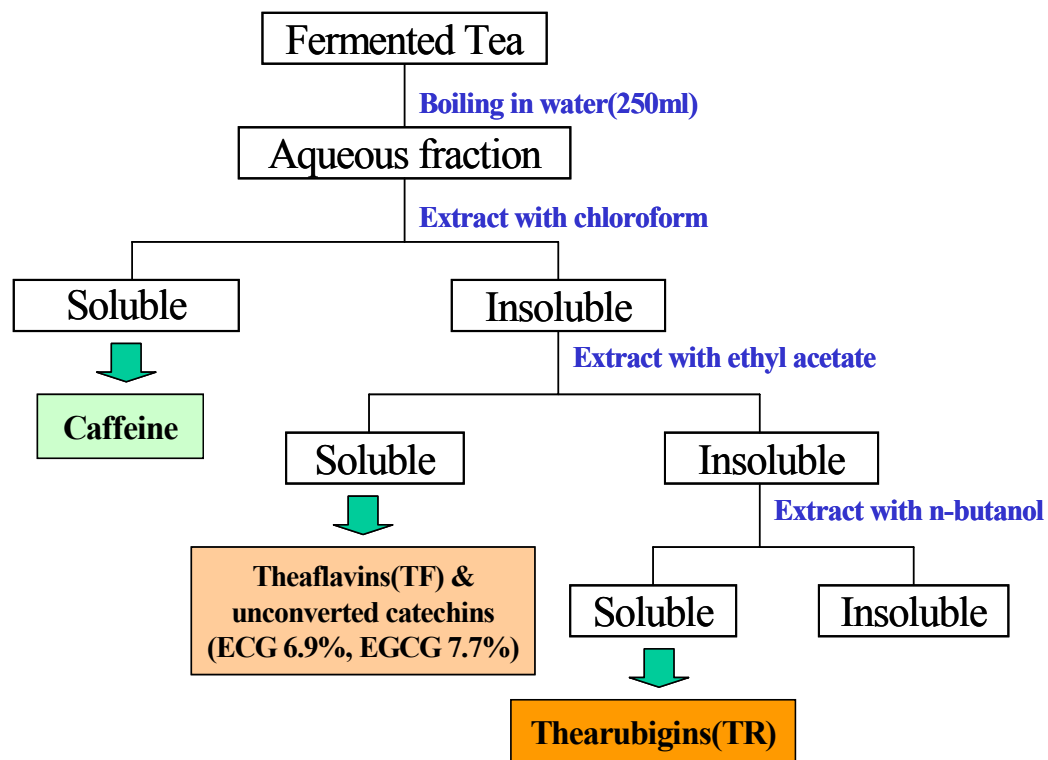 Fermented Tea
Boiling in water(250ml)
Aqueous fraction
Extract with chloroform
Soluble
Insoluble
Extract with ethyl acetate
Caffeine
Soluble
Insoluble
Extract with n-butanol
Theaflavins(TF) &
unconverted catechins
(ECG 6.9%, EGCG 7.7%)
Soluble
Insoluble
Thearubigins(TR)